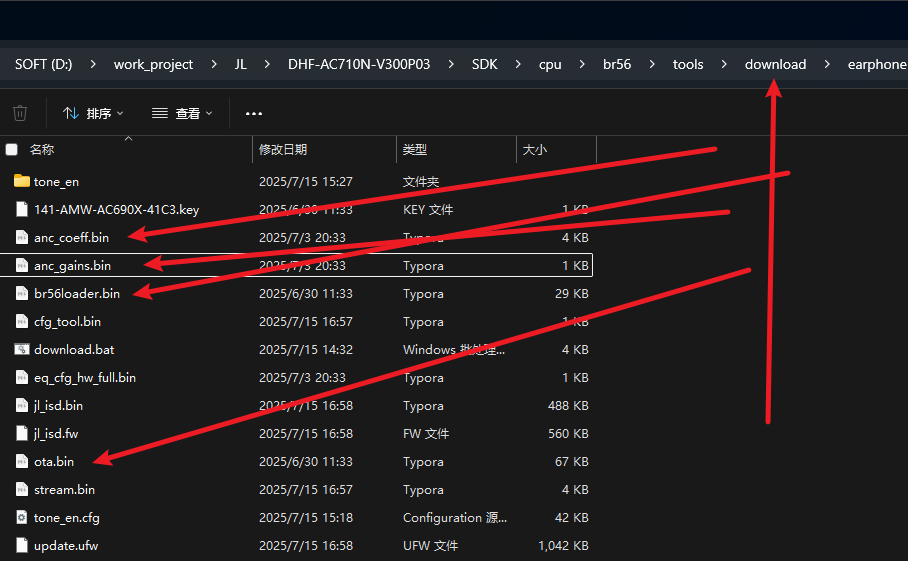 SOFT (D:) > work_project > JL > DHF-AC710N-V300P03 > SDK > cpu > br56 > tools > download > earphone
排序 查看 •••
名称 修改日期 类型 大小
tone_en 2025/7/15 15:27 文件夹
141-AMW-AC690X-41C3.key 2025/6/30 11:33 KEY 文件 1 KB
anc_coeff.bin 2025/7/3 20:33 Typora 4 KB
anc_gains.bin 2025/7/3 20:33 Typora 1 KB
br56loader.bin 2025/6/30 11:33 Typora 29 KB
cfg_tool.bin 2025/7/15 16:57 Typora 1 KB
download.bat 2025/7/15 14:32 Windows 批处理... 4 KB
eq_cfg_hw_full.bin 2025/7/3 20:33 Typora 1 KB
jl_isd.bin 2025/7/15 16:58 Typora 488 KB
jl_isd.fw 2025/7/15 16:58 FW 文件 560 KB
ota.bin 2025/6/30 11:33 Typora 67 KB
stream.bin 2025/7/15 16:57 Typora 4 KB
tone_en.cfg 2025/7/15 15:18 Configuration 源... 42 KB
update.ufw 2025/7/15 16:58 UFW 文件 1,042 KB